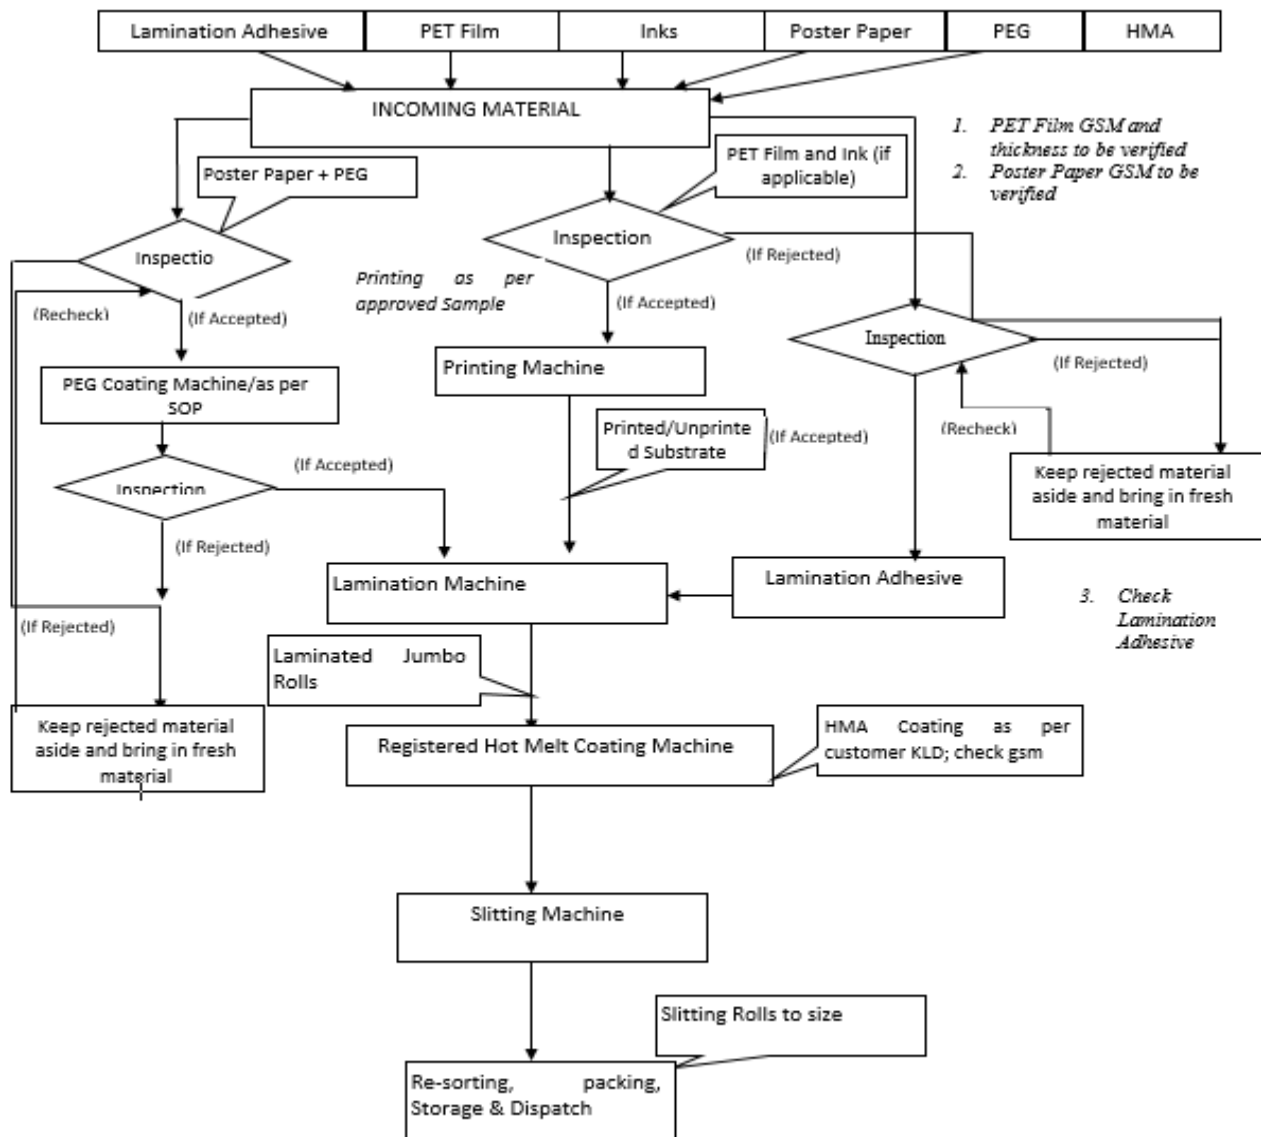 Lamination Adhesive PET Film Inks Poster Paper PEG HMA
INCOMING MATERIAL
1. PET Film GSM and
thickness to be verified
2. Poster Paper GSM to be
verified
PET Film and Ink (if
applicable)
Poster Paper + PEG
Inspection
(If Rejected)
Inspectio
Printing as per
approved Sample
(Recheck)
(If Accepted)
(If Accepted)
Inspection
(If Rejected)
Printing Machine
PEG Coating Machine/as per
SOP
Printed/Unprinte
d Substrate
(If Accepted)
(Recheck)
(If Accepted)
Inspection
Keep rejected material
aside and bring in fresh
material
(If Rejected)
Lamination Machine
Lamination Adhesive
3. Check
Lamination
Adhesive
(If Rejected)
Laminated Jumbo
Rolls
Keep rejected material
aside and bring in fresh
material
Registered Hot Melt Coating Machine
HMA Coating as per
customer KLD; check gsm
Slitting Machine
Slitting Rolls to size
Re-sorting, packing,
Storage & Dispatch